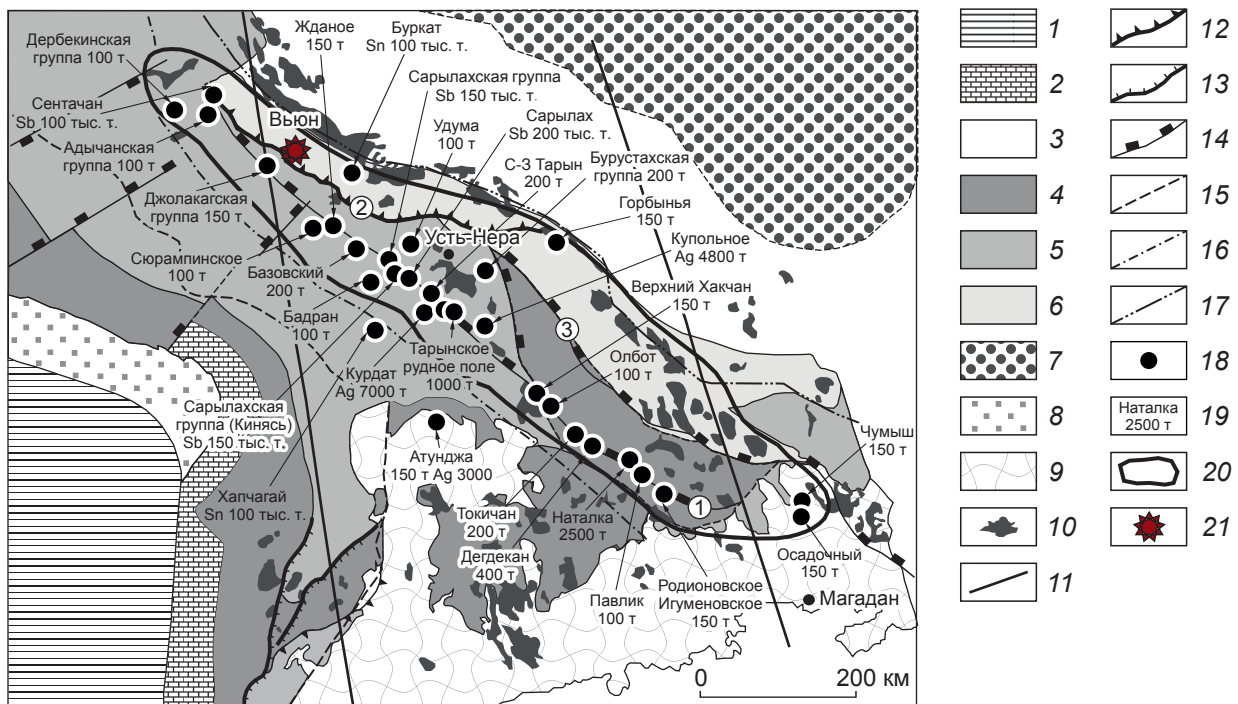 Дербекинская
группа 100 т
Жданое
150 т
Буркат
Sn 100 тыс. т.
Сарылахская группа
Sb 150 тыс. т.
Сентачан
Sb 100 тыс. т.
Вьюн
Удума
100 т
Сарылах
Sb 200 тыс. т.
Адычанская
группа 100 т
С-З Тарын
200 т
Бурустахская
группа 200 т
Джолакагская
группа 150 т
2
Горбынья
150 т
Усть-Нера
Купольное
Ag 4800 т
Сюрампинское
100 т
Базовский
200 т
Верхний Хакчан
150 т
Бадран
100 т
3
Тарынское
рудное поле
1000 т
Олбот
100 т
Курдат
Ag 7000 т
Сарылахская
группа (Кинясь)
Sb 150 тыс. т.
Чумыш
150 т
Атунджа
150 т Ag 3000
Хапчагай
Sn 100 тыс. т.
Токичан
200 т
Наталка
2500 т
1
Дегдекан
400 т
Осадочный
150 т
Павлик
100 т
Родионовское
Игуменовское
150 т
Магадан
0 200 км
1
2
3
4
5
6
7
8
9
10
11
12
13
14
15
16
17
18
Наталка
2500 т
19
20
21